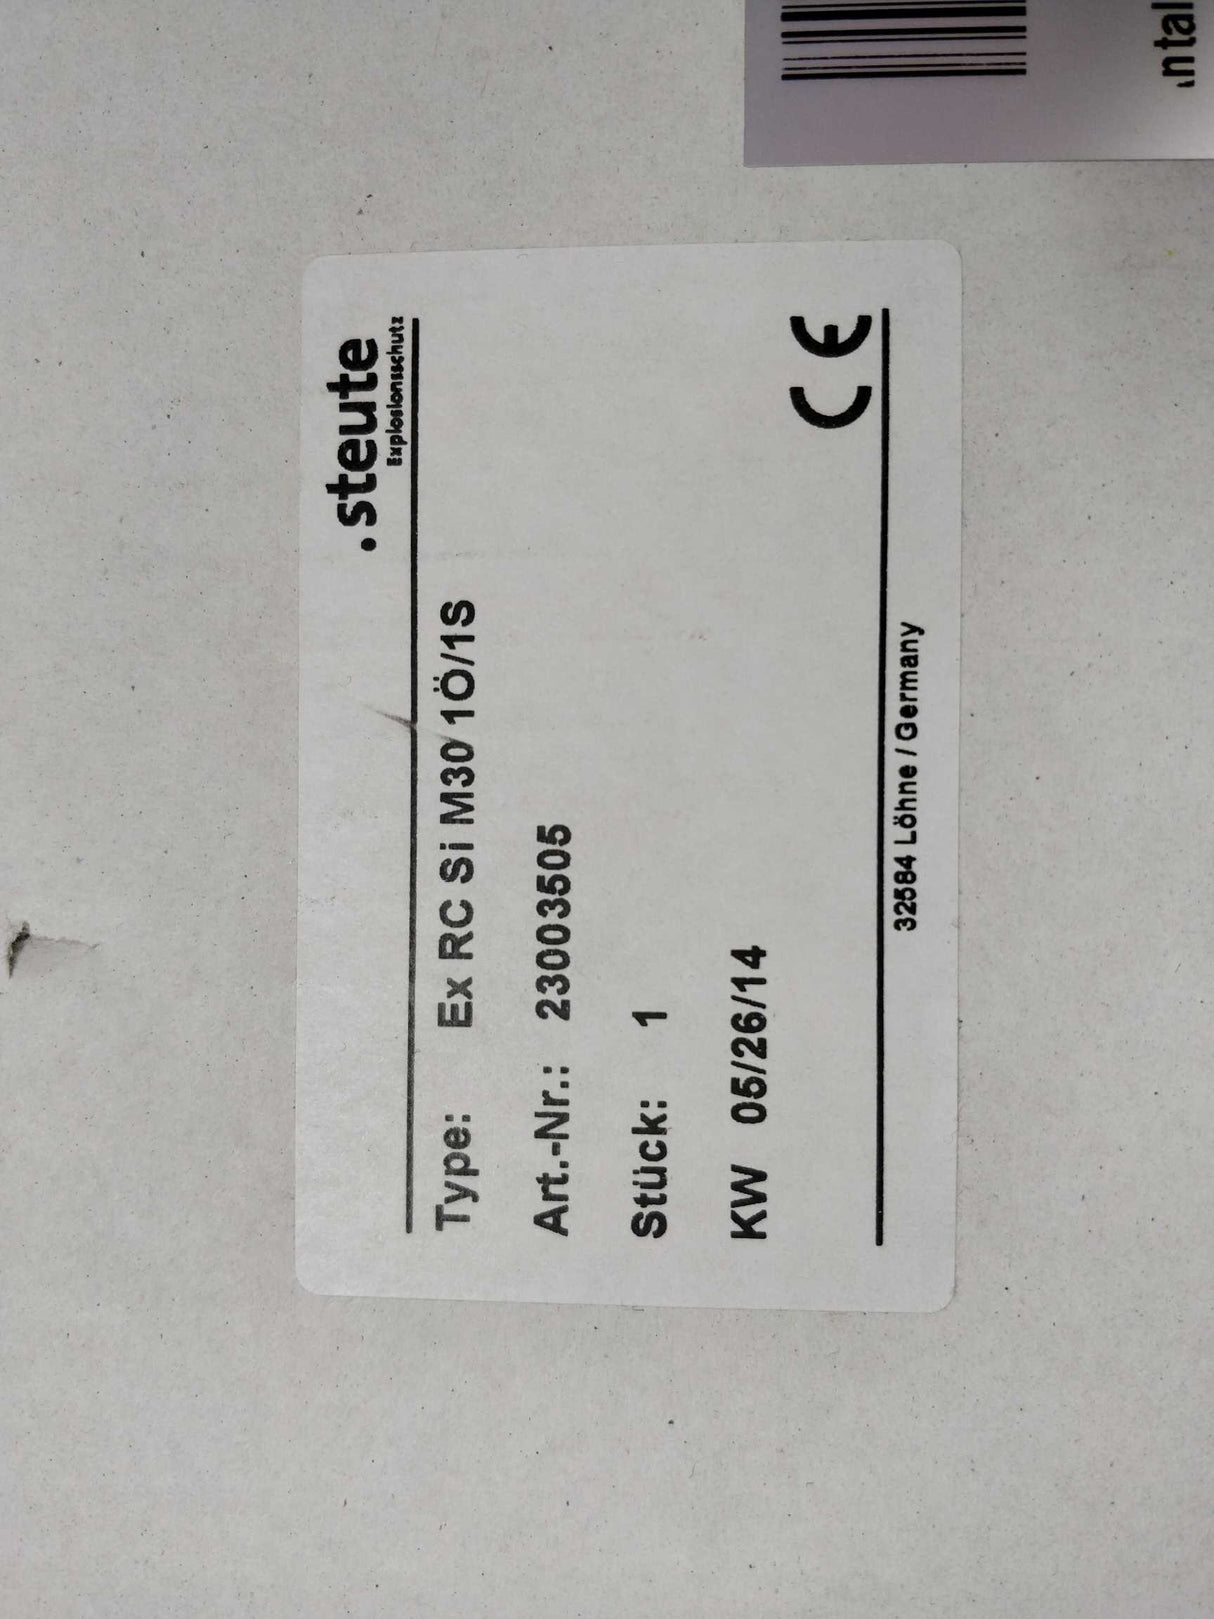 .steute
Explosionsschutz
Type: Ex RC Si M30 1Ö/1S
Art.-Nr.: 23003505
Stück: 1
KW 05/26/14
CE
32584 Löhne / Germany